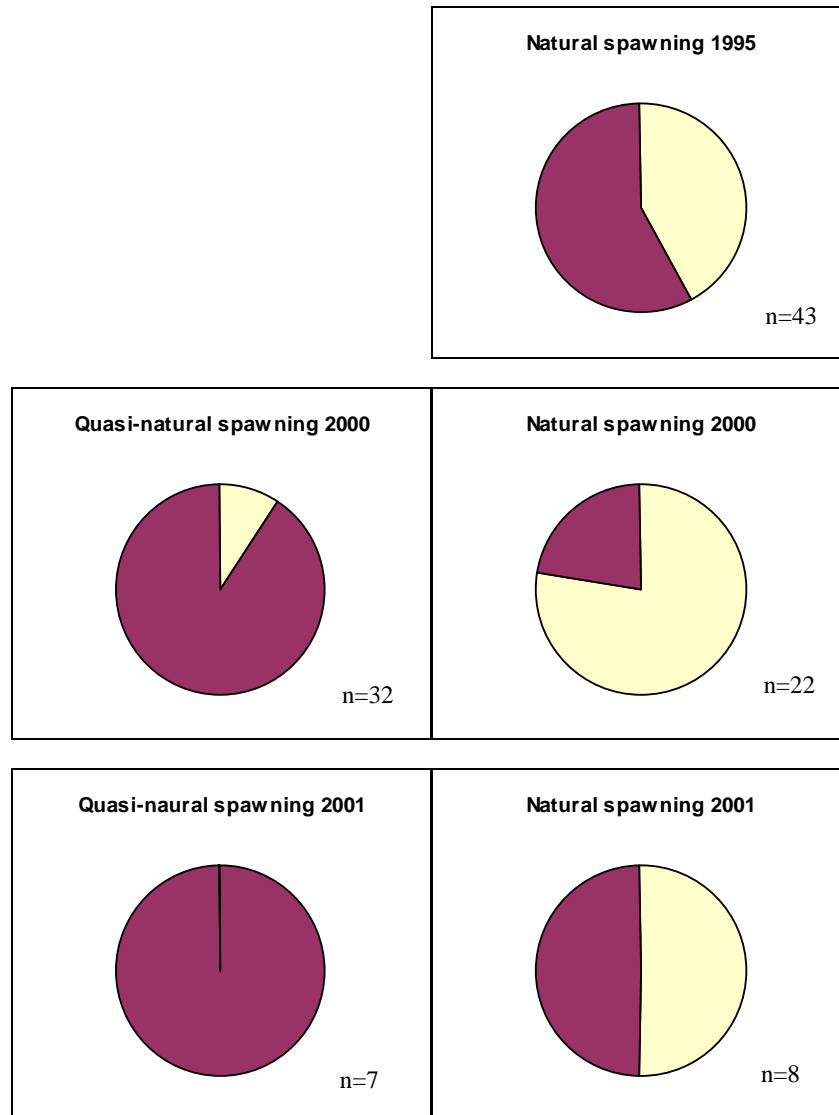 Natural spawning 1995
n=43
Quasi-natural spawning 2000
n=32
Natural spawning 2000
n=22
Quasi-naural spawning 2001
n=7
Natural spawning 2001
n=8